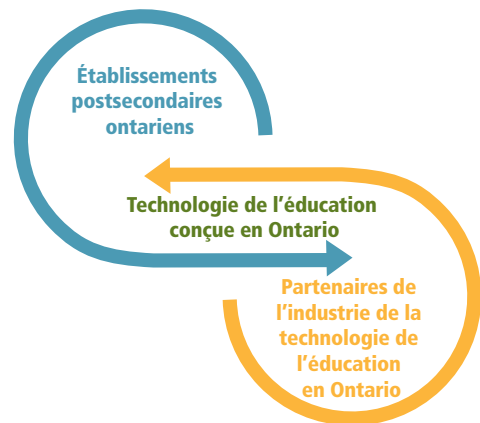 Établissements
postsecondaires
ontariens
Technologie de l’éducation
conçue en Ontario
Partenaires de
l’industrie de la
technologie de
l’éducation
en Ontario